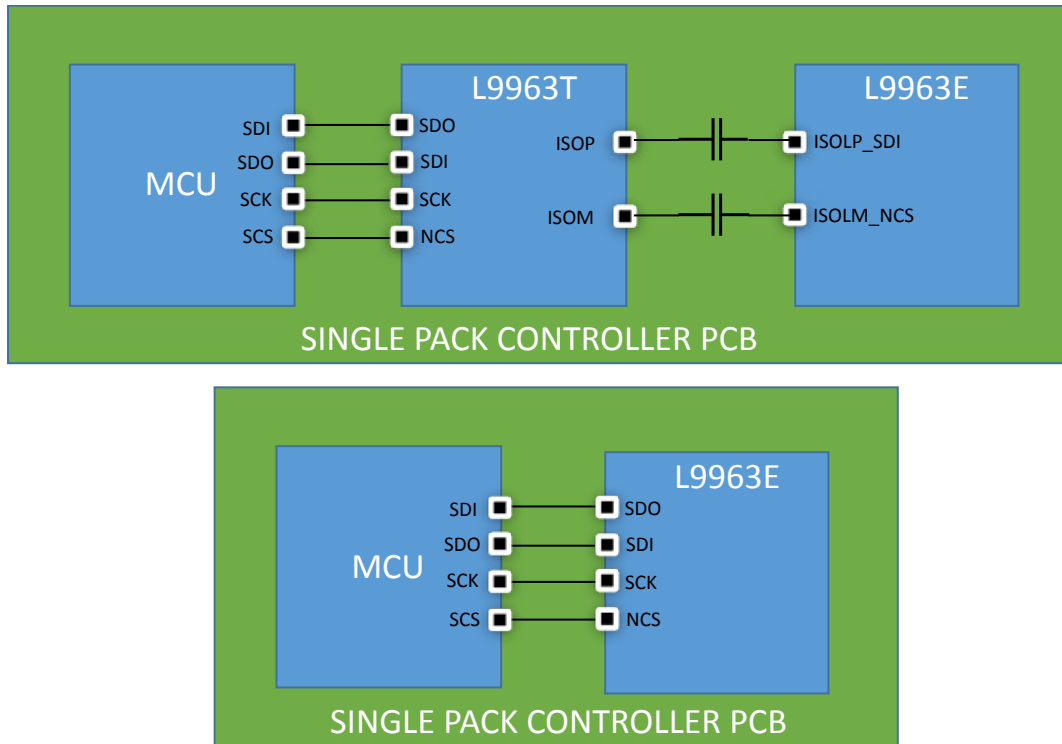 L9963T
L9963E
SDI
SDO
ISOP
ISOLP_SDI
SDO
SDI
MCU
SCK
SCK
ISOM
ISOLM_NCS
SCS
NCS
SINGLE PACK CONTROLLER PCB
L9963E
SDI
SDO
SDO
SDI
MCU
SCK
SCK
SCS
NCS
SINGLE PACK CONTROLLER PCB